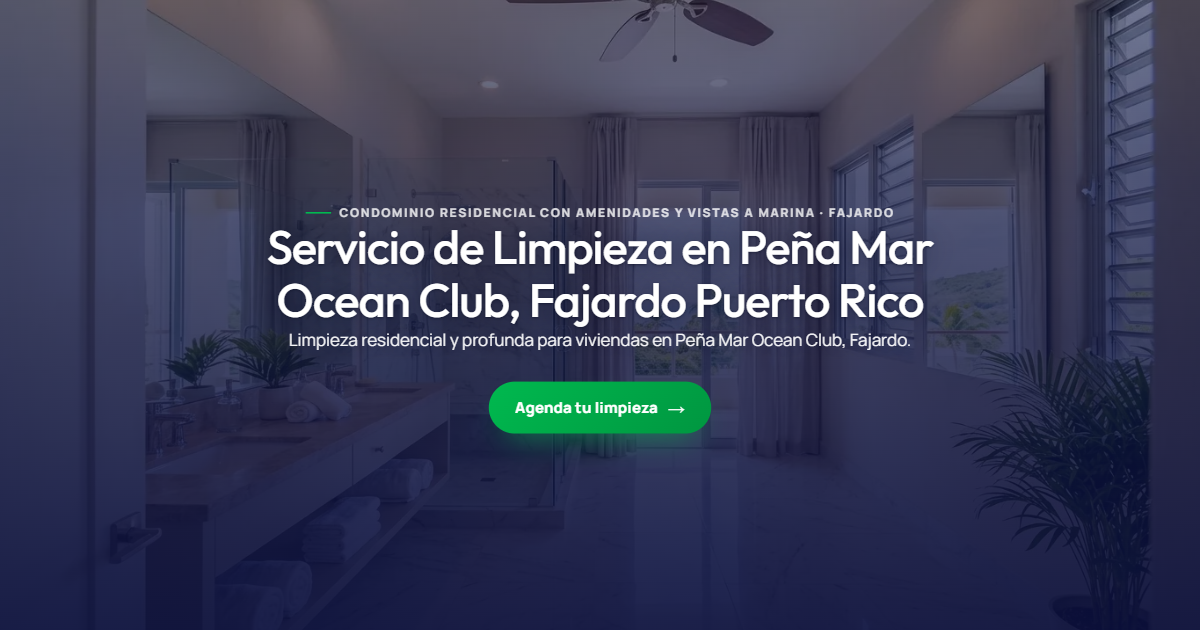 CONDOMINIO RESIDENCIAL CON AMENIDADES Y VISTAS A MARINA · FAJARDO
Servicio de Limpieza en Peña Mar
Ocean Club, Fajardo Puerto Rico
Limpieza residencial y profunda para viviendas en Peña Mar Ocean Club, Fajardo.
Agenda tu limpieza →